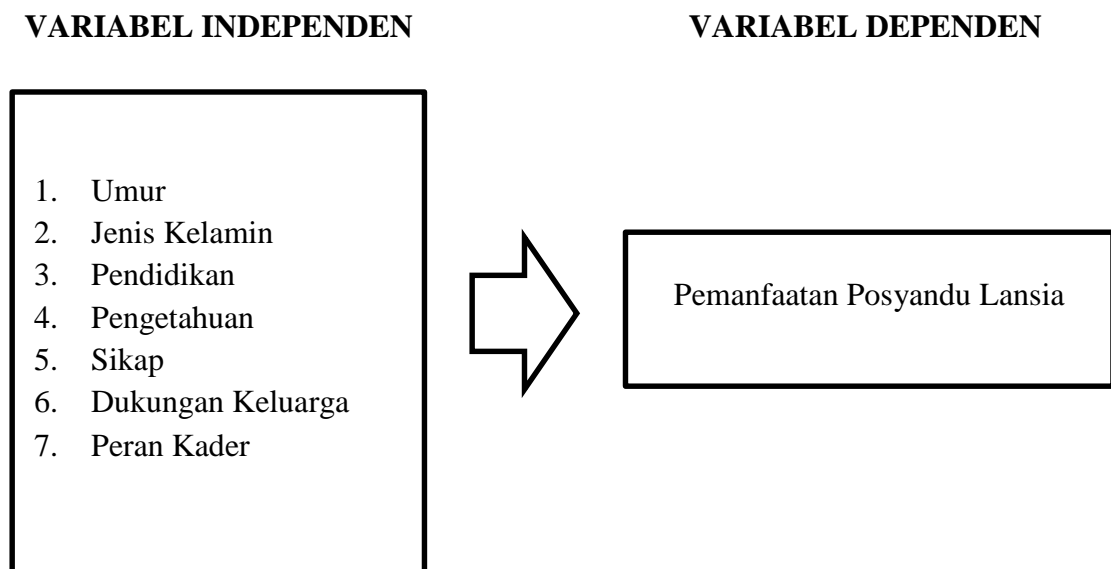 VARIABEL INDEPENDEN
VARIABEL DEPENDEN
1. Umur
2. Jenis Kelamin
3. Pendidikan
4. Pengetahuan
5. Sikap
6. Dukungan Keluarga
7. Peran Kader
Pemanfaatan Posyandu Lansia